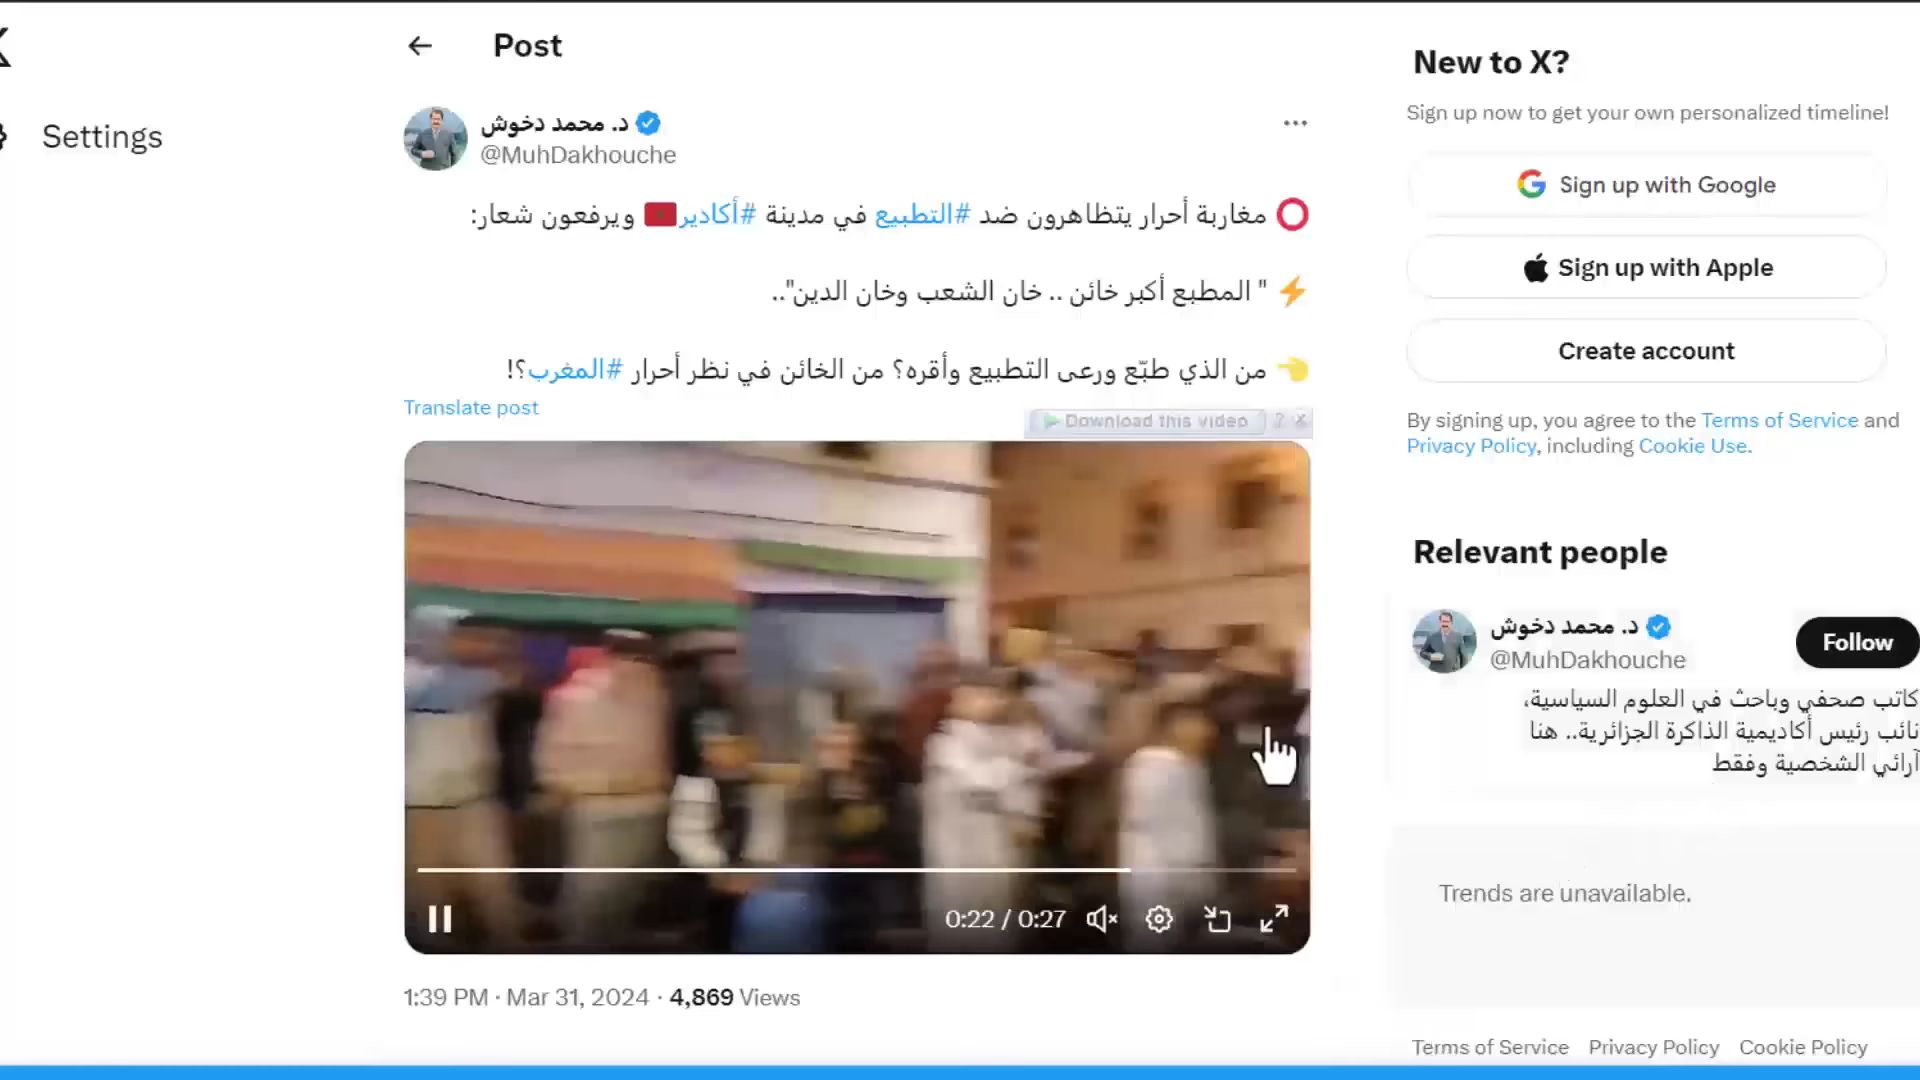 Post
Settings
د. محمد دخوش
@MuhDakhouche
مغاربة أحرار يتظاهرون ضد #التطبيع في مدينة #أكادير ويرفعون شعار:
" المطبع أكبر خائن .. خان الشعب وخان الدين"..
من الذي طبّع ورعى التطبيع وأقره؟ من الخائن في نظر أحرار #المغرب؟!
Translate post
Download this video ? X
0:22 / 0:27
1:39 PM · Mar 31, 2024 · 4,869 Views
New to X?
Sign up now to get your own personalized timeline!
Sign up with Google
Sign up with Apple
Create account
By signing up, you agree to the Terms of Service and
Privacy Policy, including Cookie Use.
Relevant people
د. محمد دخوش
@MuhDakhouche
Follow
كاتب صحفي وباحث في العلوم السياسية،
نائب رئيس أكاديمية الذاكرة الجزائرية.. هنا
آرائي الشخصية وفقط
Trends are unavailable.
Terms of Service Privacy Policy Cookie Policy